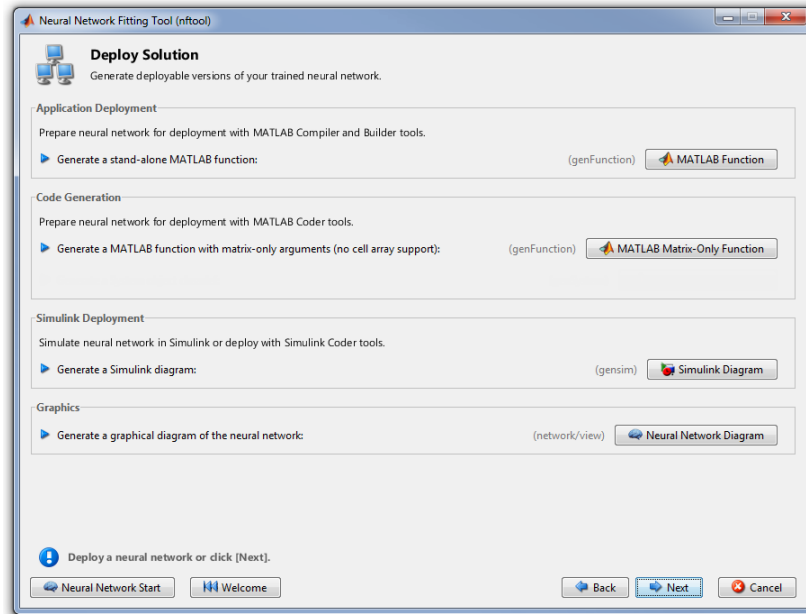 Neural Network Fitting Tool (nftool)
Deploy Solution
Generate deployable versions of your trained neural network.
Application Deployment
Prepare neural network for deployment with MATLAB Compiler and Builder tools.
Generate a stand-alone MATLAB function: (genFunction) MATLAB Function
Code Generation
Prepare neural network for deployment with MATLAB Coder tools.
Generate a MATLAB function with matrix-only arguments (no cell array support): (genFunction) MATLAB Matrix-Only Function
Simulink Deployment
Simulate neural network in Simulink or deploy with Simulink Coder tools.
Generate a Simulink diagram: (gensim) Simulink Diagram
Graphics
Generate a graphical diagram of the neural network: (network/view) Neural Network Diagram
Deploy a neural network or click [Next].
Neural Network Start Welcome Back Next Cancel